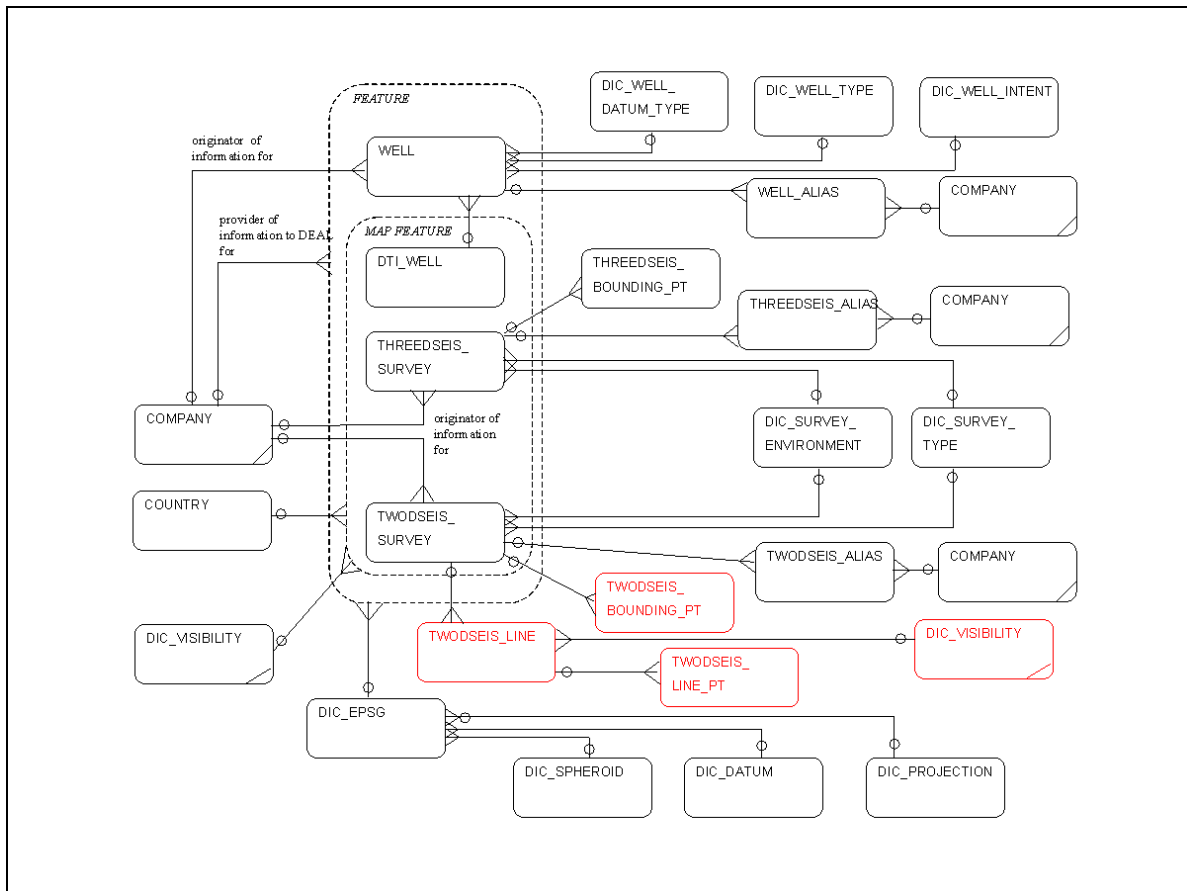 FEATURE
DIC_WELL_
DATUM_TYPE
DIC_WELL_TYPE
DIC_WELL_INTENT
originator of
information for
WELL
WELL_ALIAS
COMPANY
provider of
information to DEAL
for
MAP FEATURE
DTI_WELL
THREEDSEIS_
BOUNDING_PT
THREEDSEIS_ALIAS
COMPANY
THREEDSEIS_
SURVEY
COMPANY
originator of
information
for
DIC_SURVEY_
ENVIRONMENT
DIC_SURVEY_
TYPE
COUNTRY
TWODSEIS_
SURVEY
TWODSEIS_ALIAS
COMPANY
TWODSEIS_
BOUNDING_PT
DIC_VISIBILITY
TWODSEIS_LINE
DIC_VISIBILITY
TWODSEIS_
LINE_PT
DIC_EPSG
DIC_SPHEROID
DIC_DATUM
DIC_PROJECTION